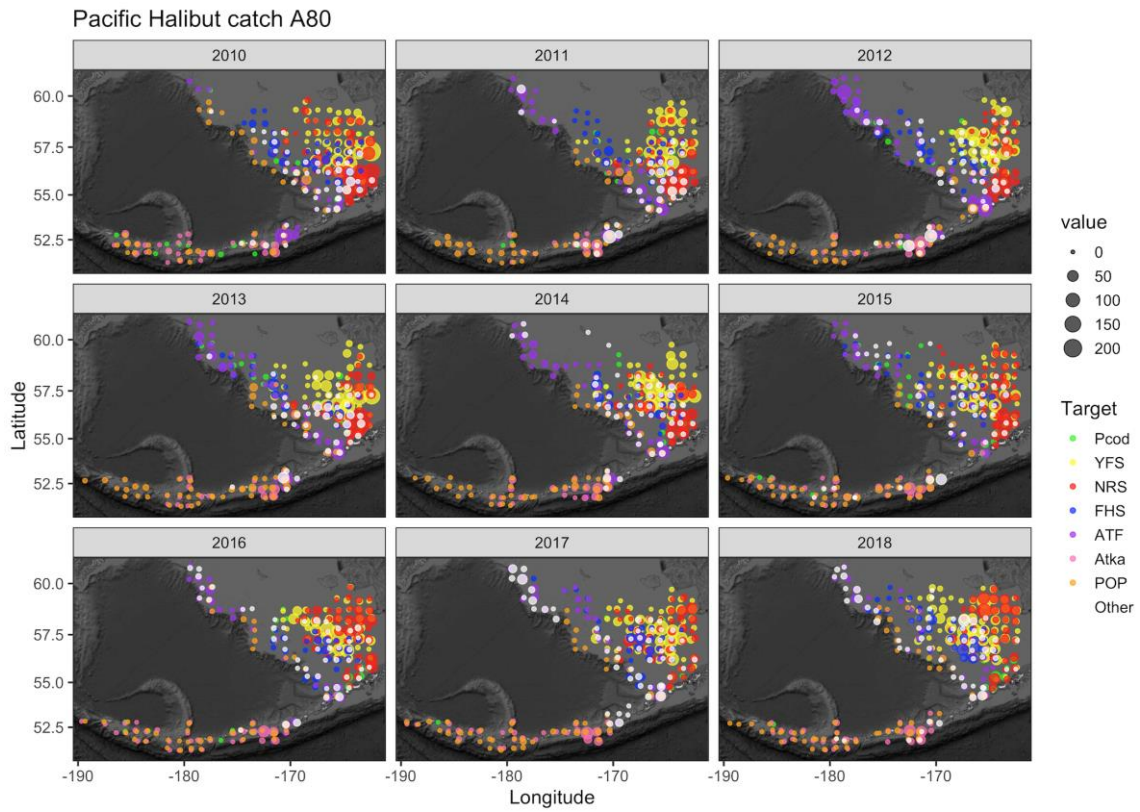 Pacific Halibut catch A80
2010
2011
2012
60.0
57.5
55.0
52.5
2013
2014
2015
60.0
57.5
55.0
52.5
Latitude
2016
2017
2018
60.0
57.5
55.0
52.5
-190
-180
-170
-190
-180
-170
-190
-180
-170
Longitude
value
0
50
100
150
200
Target
Pcod
YFS
NRS
FHS
ATF
Atka
POP
Other